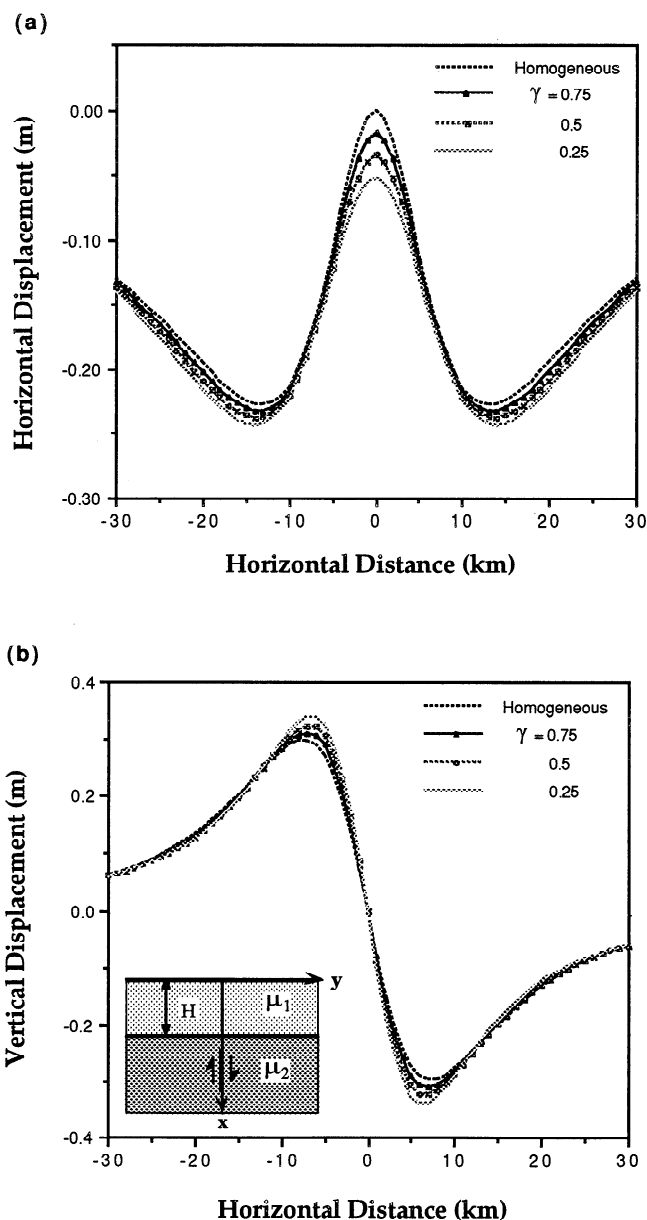 (a)
Homogeneous
γ = 0.75
0.5
0.25
0.00
-0.10
-0.20
-0.30
-30 -20 -10 0 10 20 30
Horizontal Displacement (m)
Horizontal Distance (km)
(b)
Homogeneous
γ = 0.75
0.5
0.25
0.4
0.2
0.0
-0.2
-0.4
-30 -20 -10 0 10 20 30
Vertical Displacement (m)
y
H
μ1
μ2
x
Horizontal Distance (km)